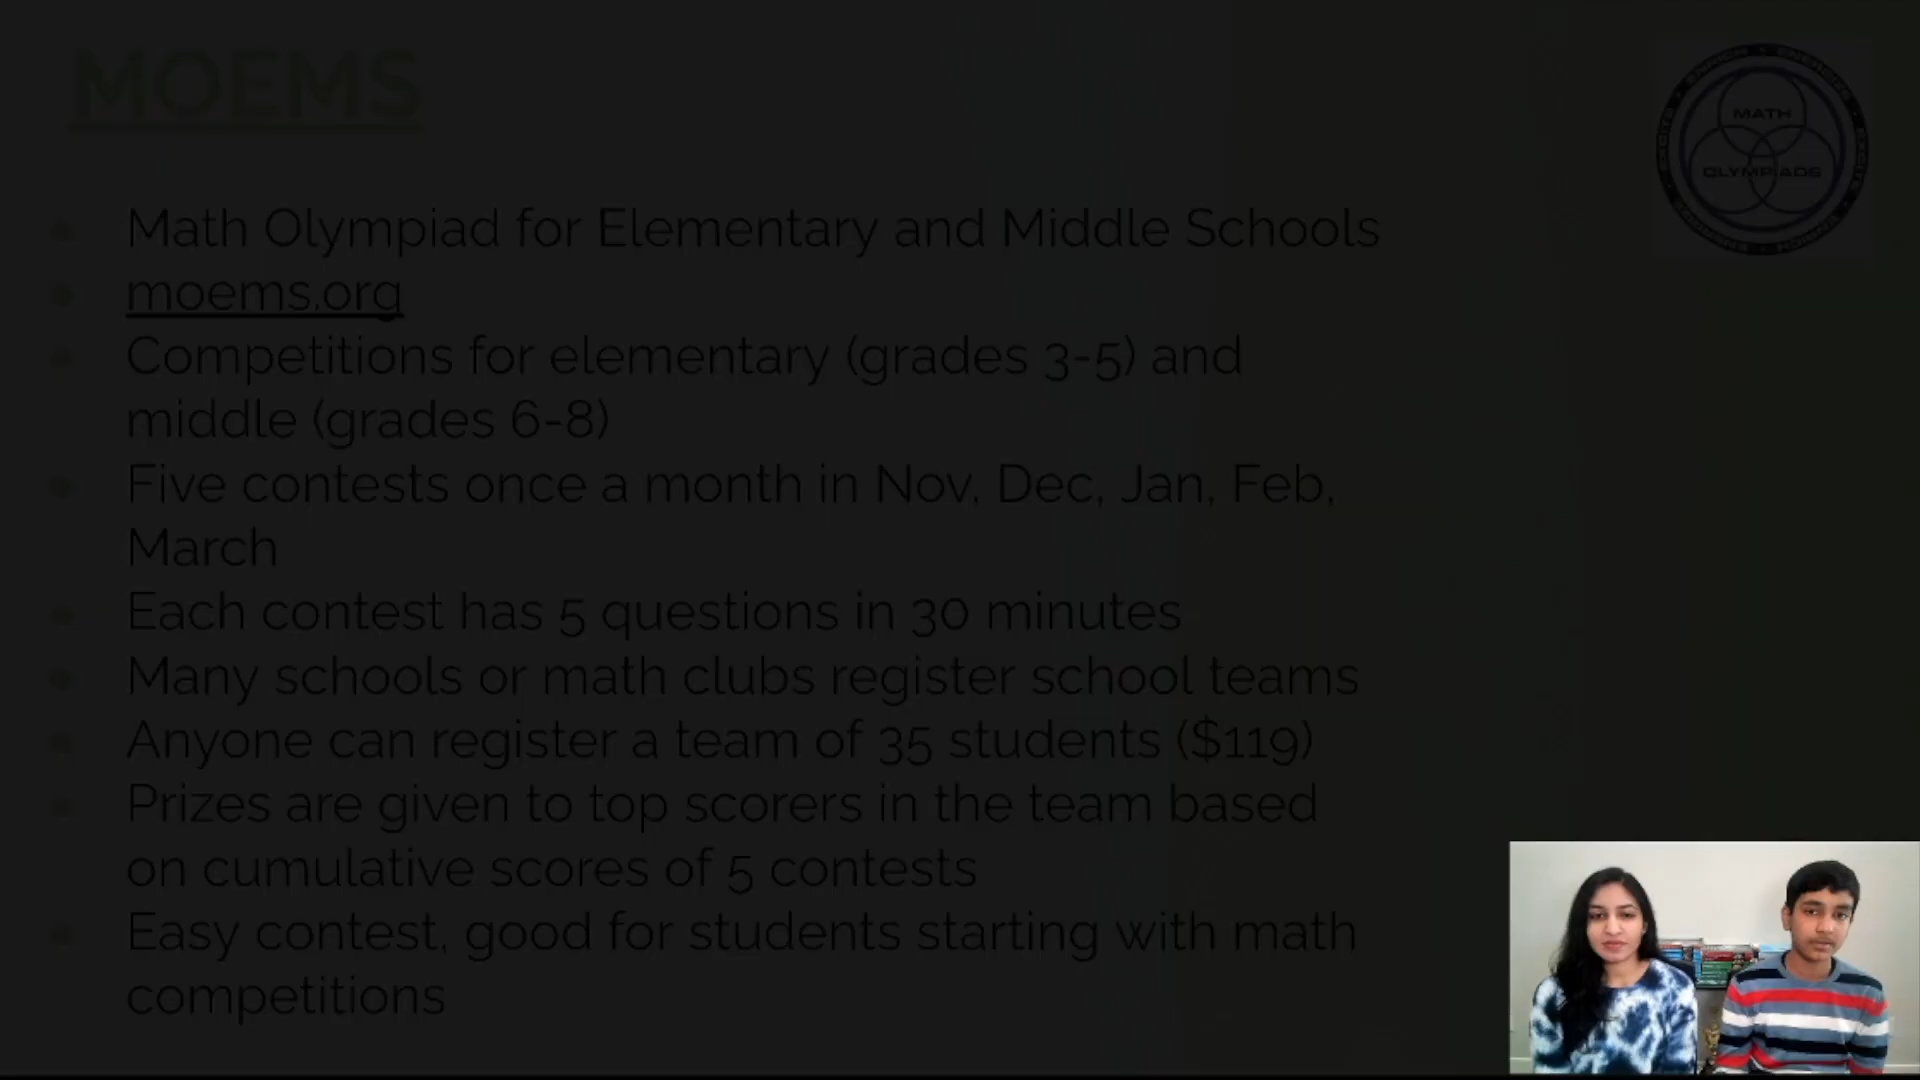 MOEMS
MATH
OLYMPIADS
Math Olympiad for Elementary and Middle Schools
moems.org
Competitions for elementary (grades 3-5) and
middle (grades 6-8)
Five contests once a month in Nov, Dec, Jan, Feb,
March
Each contest has 5 questions in 30 minutes
Many schools or math clubs register school teams
Anyone can register a team of 35 students ($119)
Prizes are given to top scorers in the team based
on cumulative scores of 5 contests
Easy contest, good for students starting with math
competitions